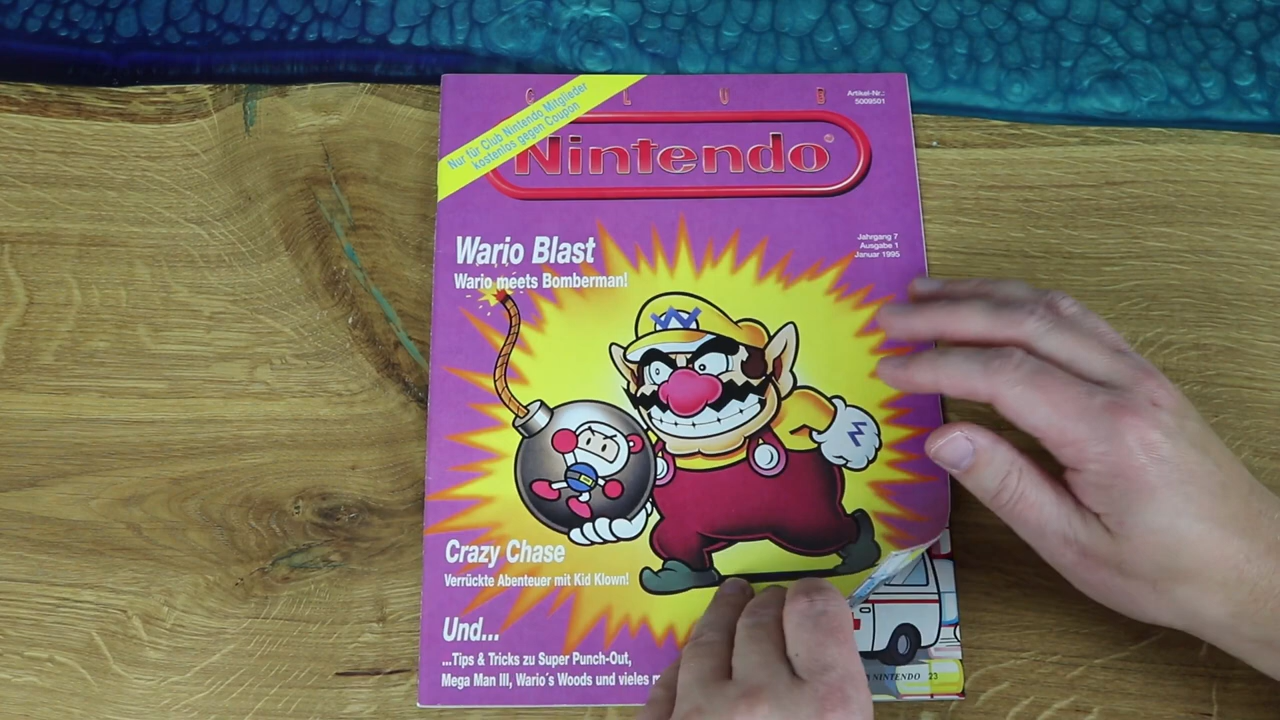 C L U B
Nintendo®
Nur für Club Nintendo Mitglieder
kostenlos gegen Coupon
Artikel-Nr.:
5009501
Jahrgang 7
Ausgabe 1
Januar 1995
Wario Blast
Wario meets Bomberman!
W
W
Crazy Chase
Verrückte Abenteuer mit Kid Klown!
Und...
...Tips & Tricks zu Super Punch-Out,
Mega Man III, Wario´s Woods und vieles
NINTENDO 23